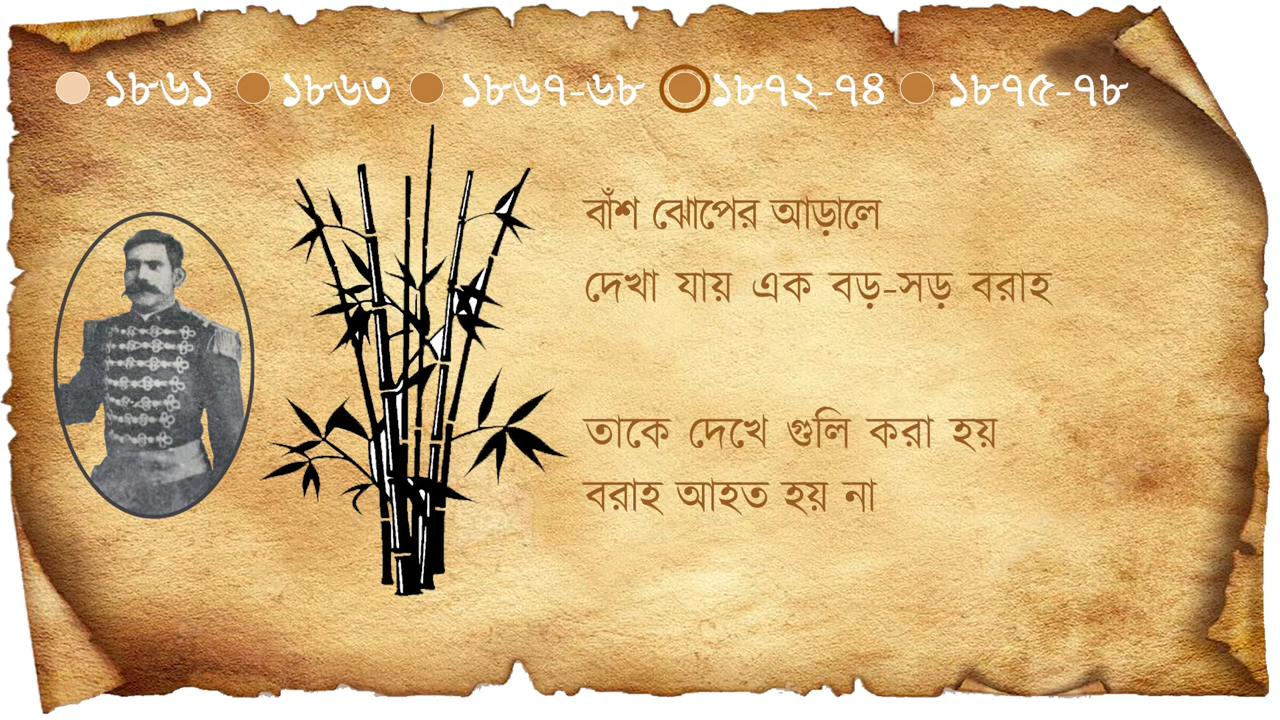 ১৮৬১ ১৮৬৩ ১৮৬৭-৬৮ ১৮৭২-৭৪ ১৮৭৫-৭৮
বাঁশ ঝোপের আড়ালে
দেখা যায় এক বড়-সড় বরাহ
তাকে দেখে গুলি করা হয়
বরাহ আহত হয় না